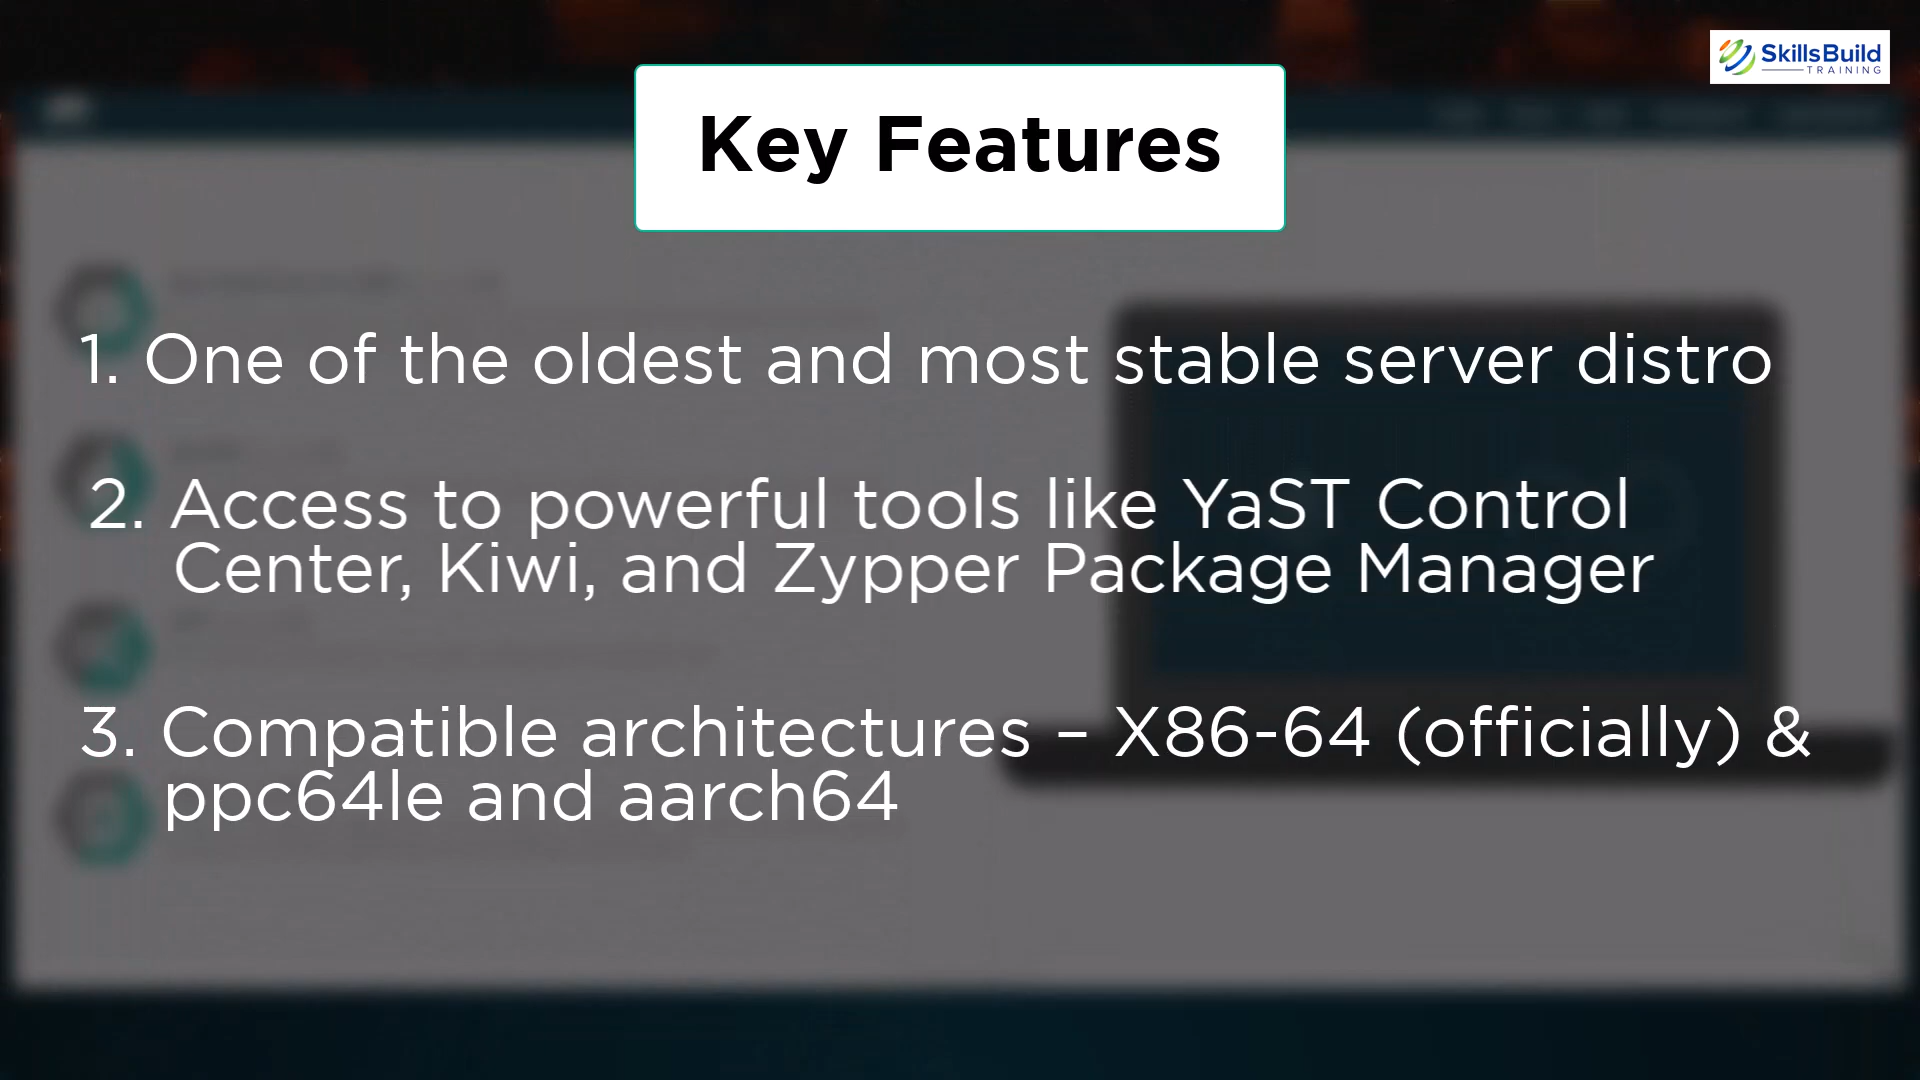 SkillsBuild
TRAINING
Key Features
1. One of the oldest and most stable server distro
2. Access to powerful tools like YaST Control
Center, Kiwi, and Zypper Package Manager
3. Compatible architectures – X86-64 (officially) &
ppc64le and aarch64